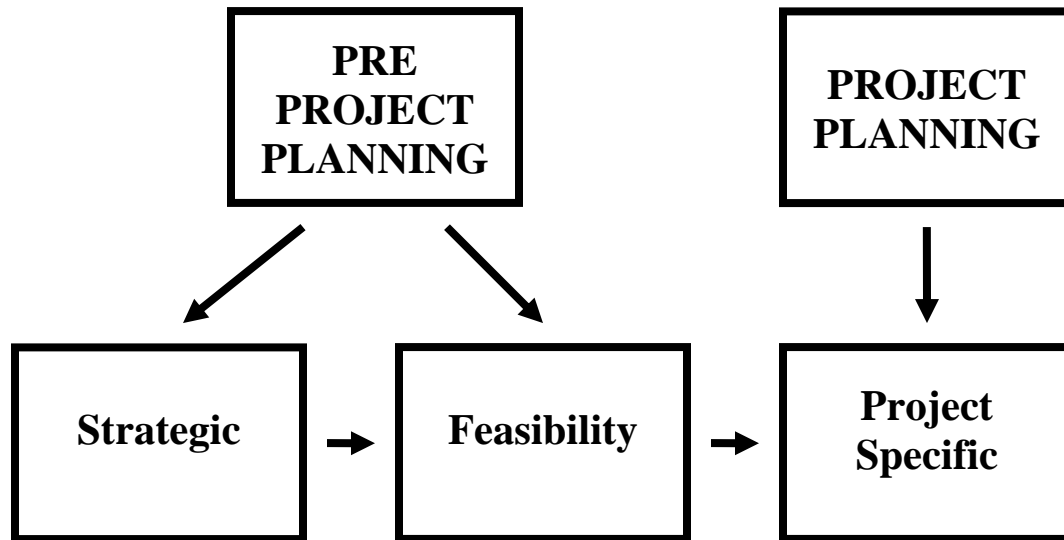 PRE
PROJECT
PLANNING
PROJECT
PLANNING
Strategic
Feasibility
Project
Specific